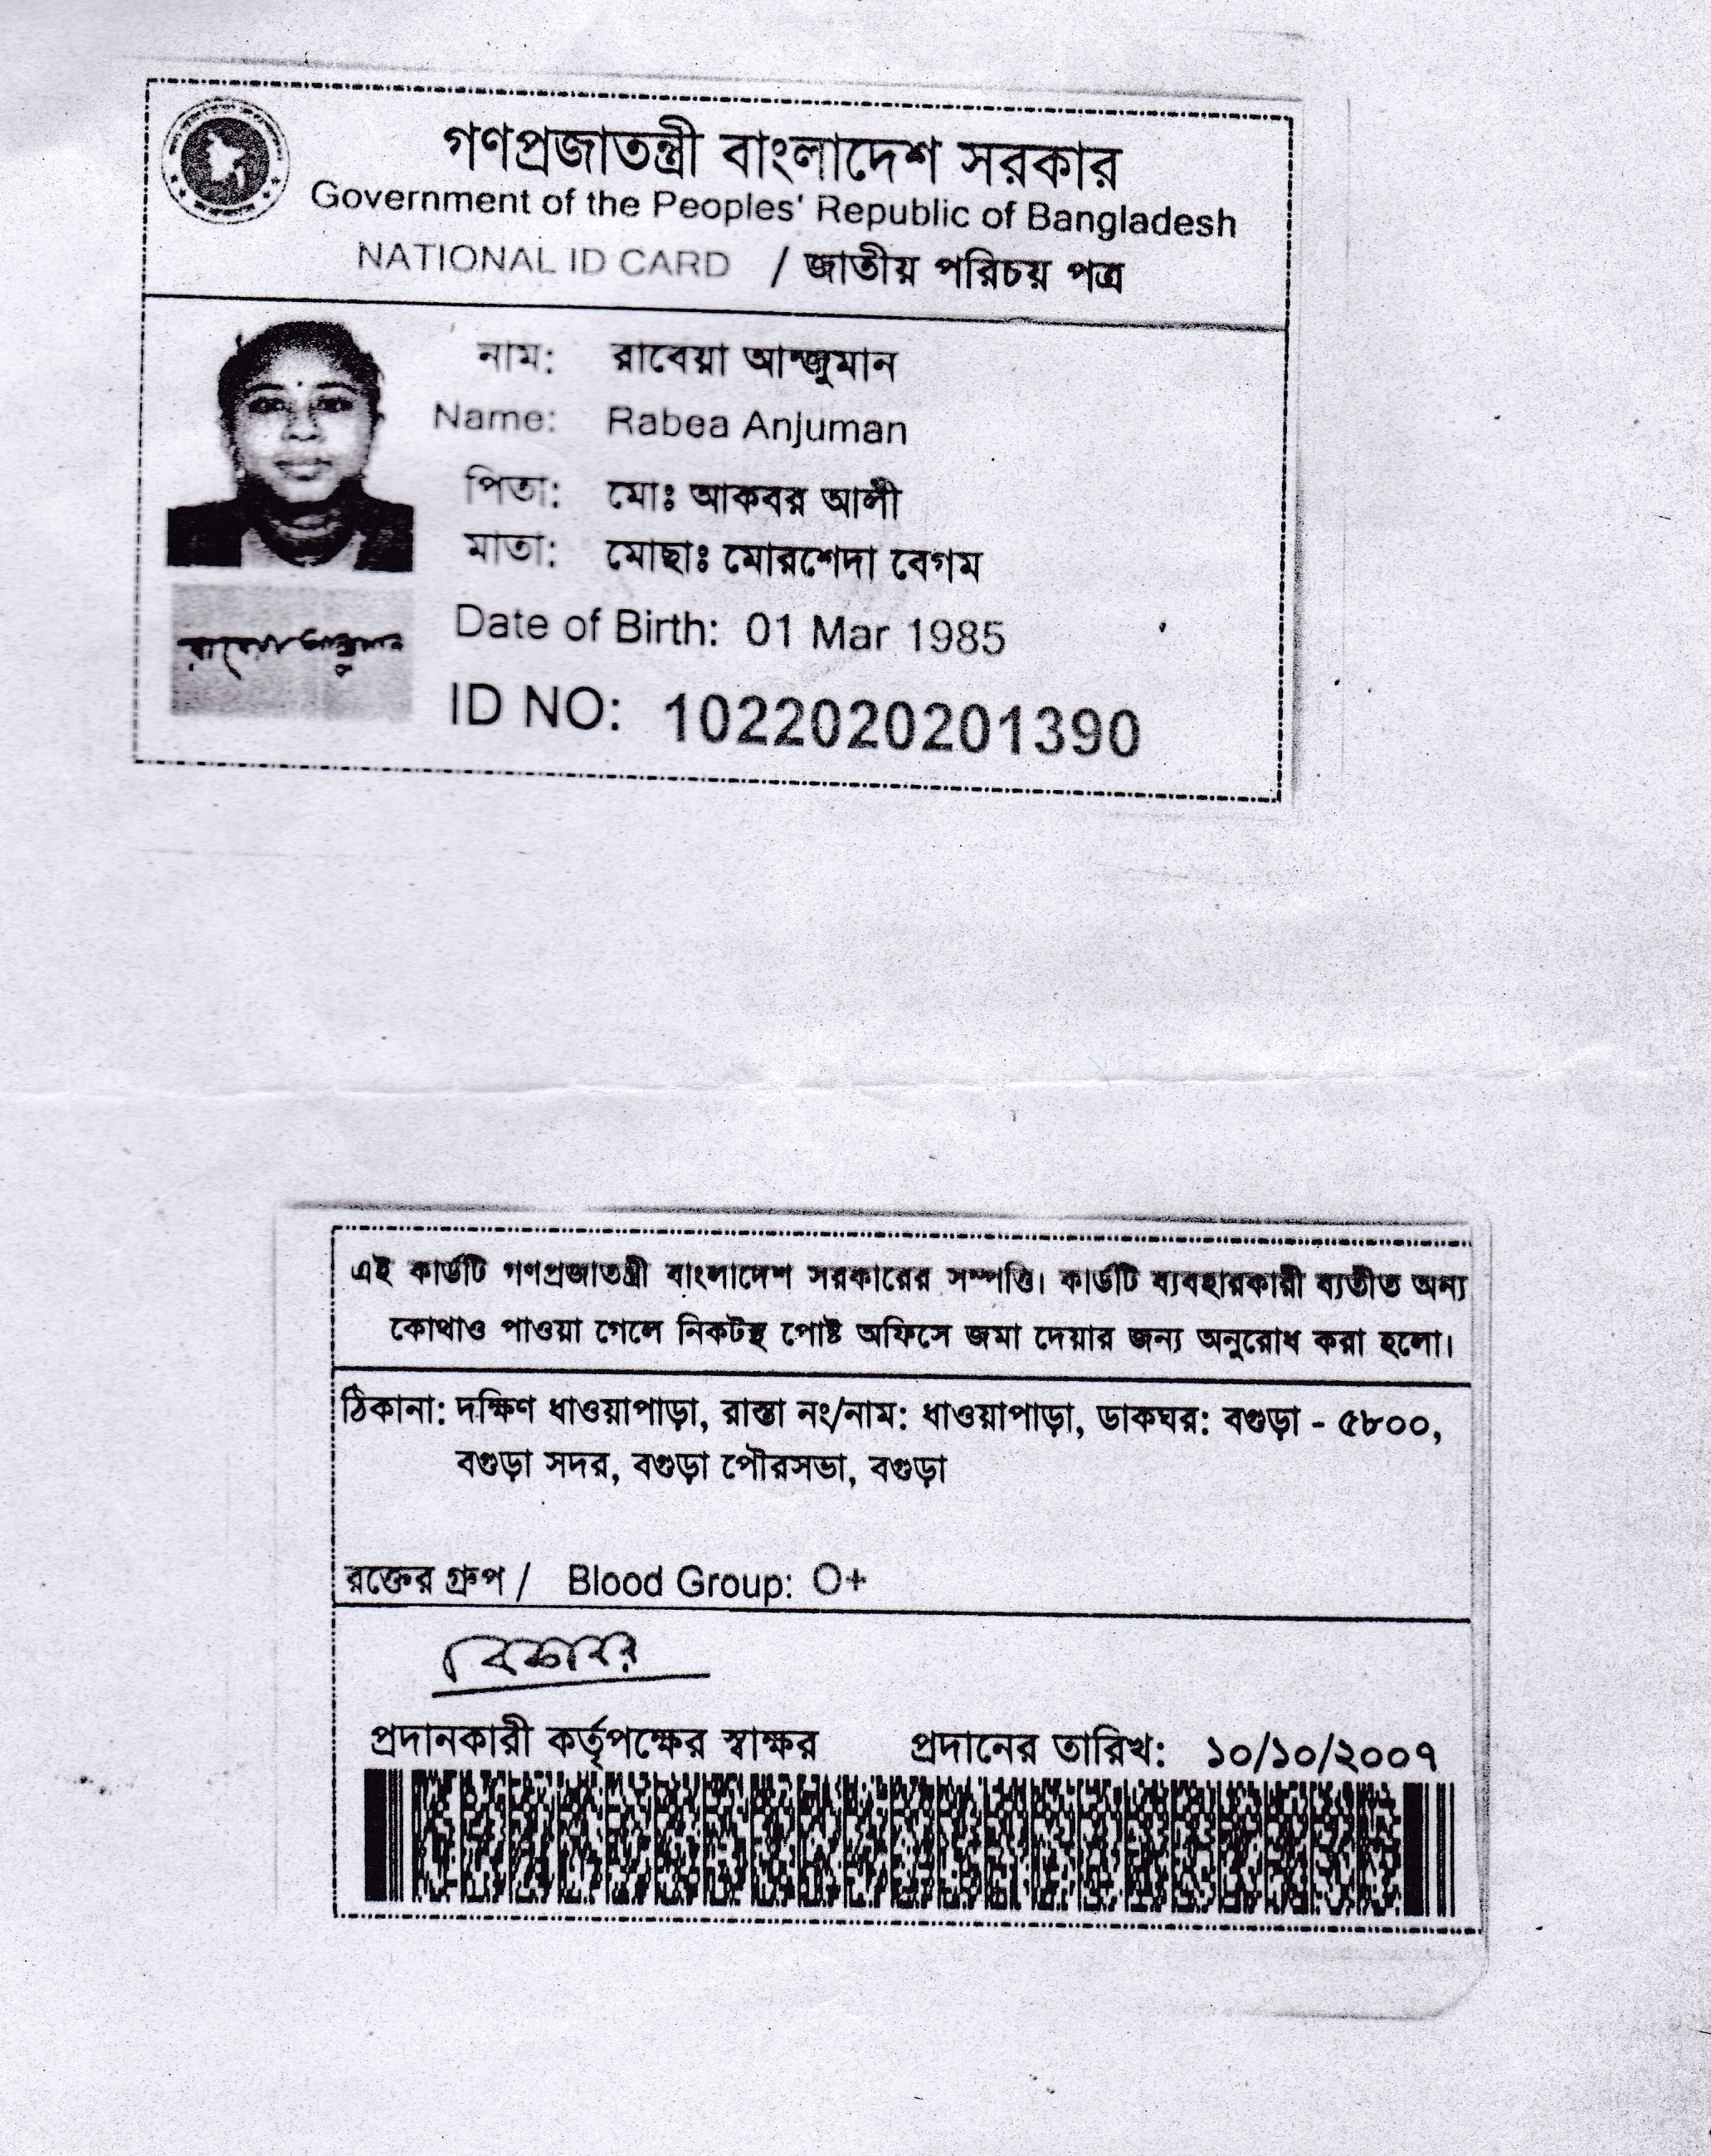 গণপ্রজাতন্ত্রী বাংলাদেশ সরকার
Government of the Peoples' Republic of Bangladesh
NATIONAL ID CARD / জাতীয় পরিচয় পত্র
নাম: রাবেয়া আন্জুমান
Name: Rabea Anjuman
পিতা: মোঃ আকবর আলী
মাতা: মোছাঃ মোরশেদা বেগম
Date of Birth: 01 Mar 1985
রাবেয়া আন্জুমান
ID NO: 1022020201390
এই কার্ডটি গণপ্রজাতন্ত্রী বাংলাদেশ সরকারের সম্পত্তি। কার্ডটি ব্যবহারকারী ব্যতীত অন্য
কোথাও পাওয়া গেলে নিকটস্থ পোষ্ট অফিসে জমা দেয়ার জন্য অনুরোধ করা হলো।
ঠিকানা: দক্ষিণ ধাওয়াপাড়া, রাস্তা নং/নাম: ধাওয়াপাড়া, ডাকঘর: বগুড়া - ৫৮০০,
বগুড়া সদর, বগুড়া পৌরসভা, বগুড়া
রক্তের গ্রুপ / Blood Group: O+
প্রদানকারী কর্তৃপক্ষের স্বাক্ষর প্রদানের তারিখ: ১০/১০/২০০৭